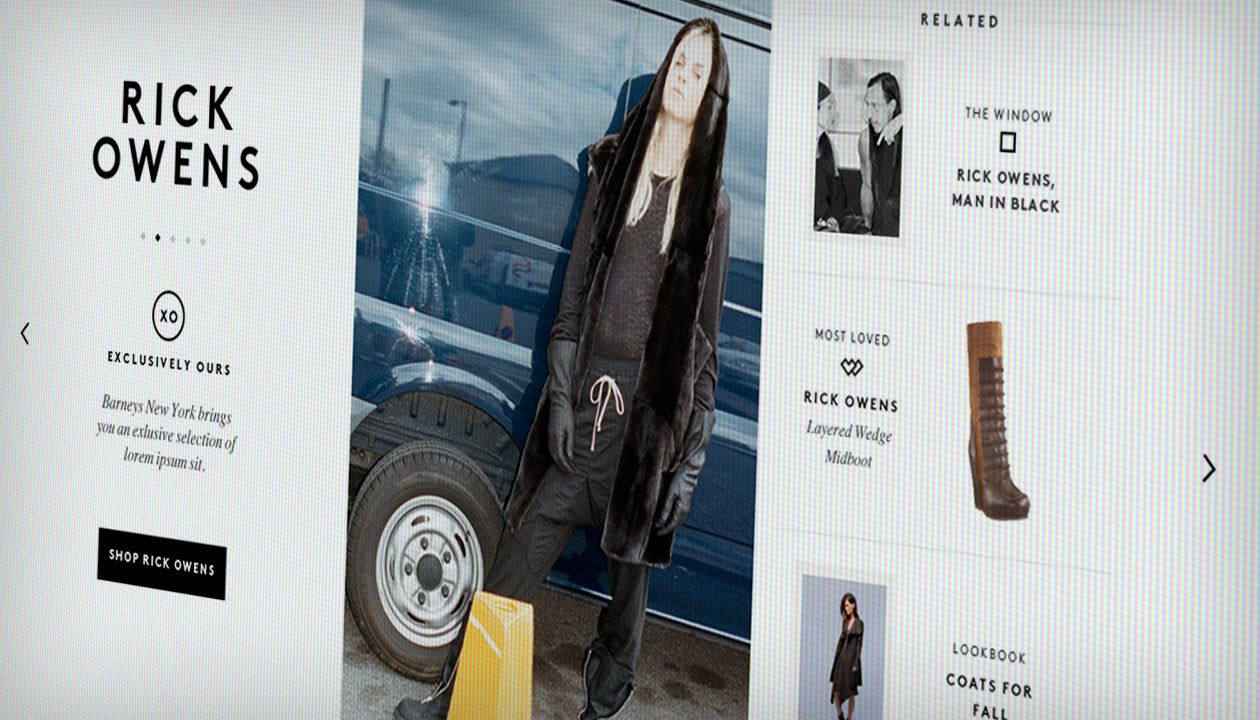 RICK
OWENS
XO
EXCLUSIVELY OURS
Barneys New York brings
you an exlusive selection of
lorem ipsum sit.
SHOP RICK OWENS
RELATED
THE WINDOW
RICK OWENS,
MAN IN BLACK
MOST LOVED
RICK OWENS
Layered Wedge
Midboot
LOOKBOOK
COATS FOR
FALL